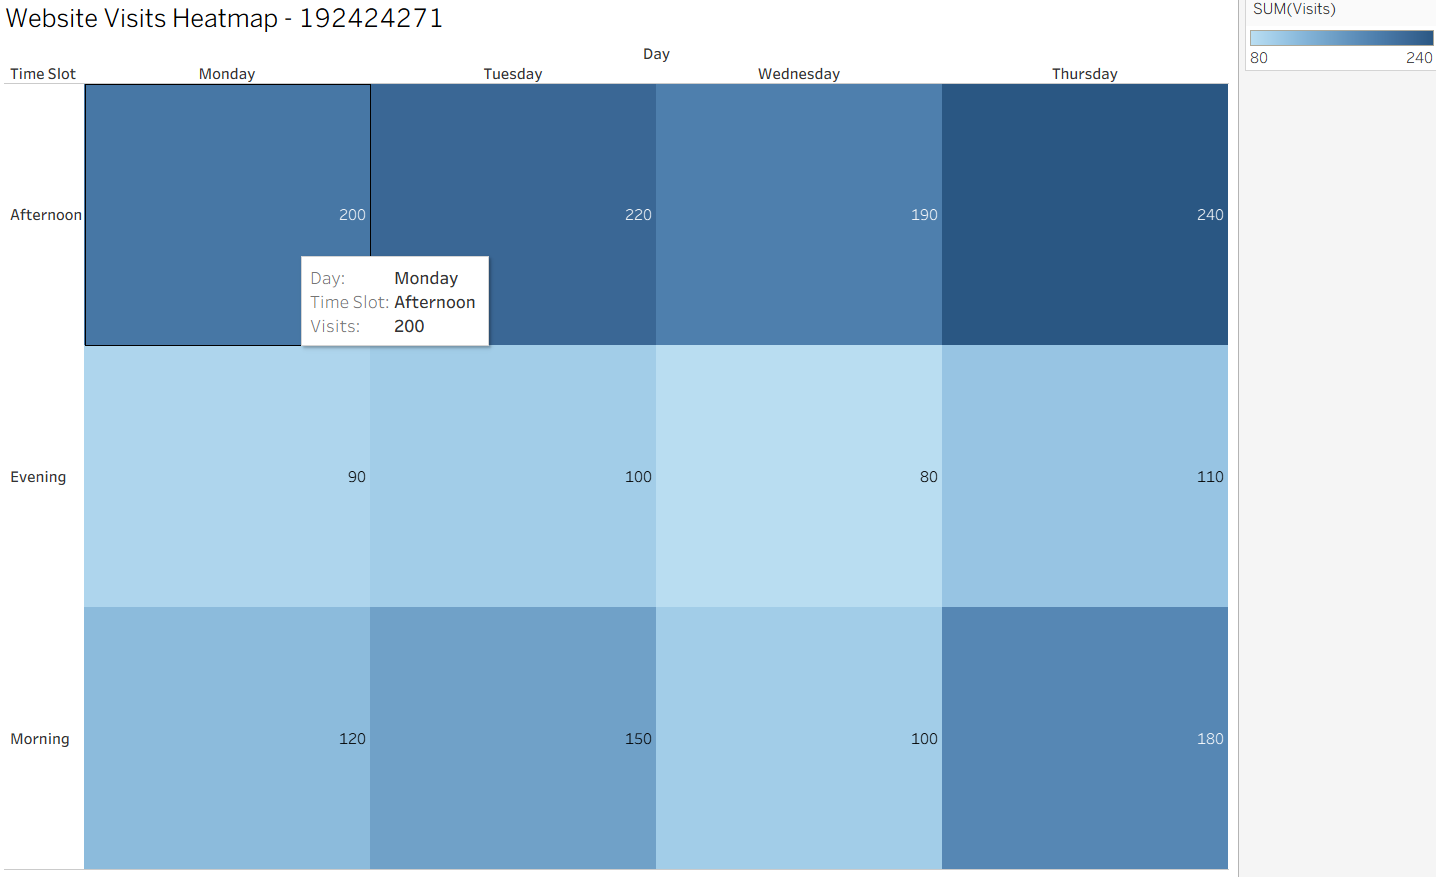 Website Visits Heatmap - 192424271
SUM(Visits)
80 240
Day
Time Slot Monday Tuesday Wednesday Thursday
Afternoon 200 220 190 240
Day: Monday
Time Slot: Afternoon
Visits: 200
Evening 90 100 80 110
Morning 120 150 100 180